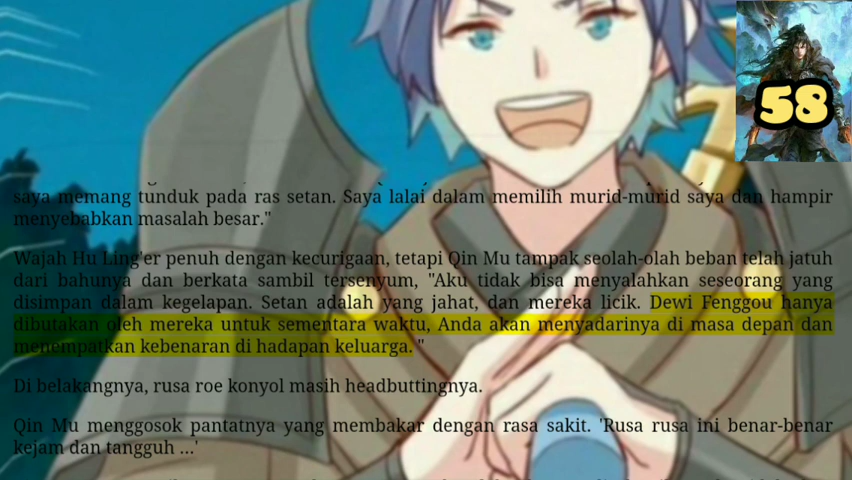 58
saya memang tunduk pada ras setan. Saya lalai dalam memilih murid-murid saya dan hampir
menyebabkan masalah besar."
Wajah Hu Ling'er penuh dengan kecurigaan, tetapi Qin Mu tampak seolah-olah beban telah jatuh
dari bahunya dan berkata sambil tersenyum, "Aku tidak bisa menyalahkan seseorang yang
disimpan dalam kegelapan. Setan adalah yang jahat, dan mereka licik. Dewi Fenggou hanya
dibutakan oleh mereka untuk sementara waktu, Anda akan menyadarinya di masa depan dan
menempatkan kebenaran di hadapan keluarga. "
Di belakangnya, rusa roe konyol masih headbuttingnya.
Qin Mu menggosok pantatnya yang membakar dengan rasa sakit. 'Rusa rusa ini benar-benar
kejam dan tangguh ...'